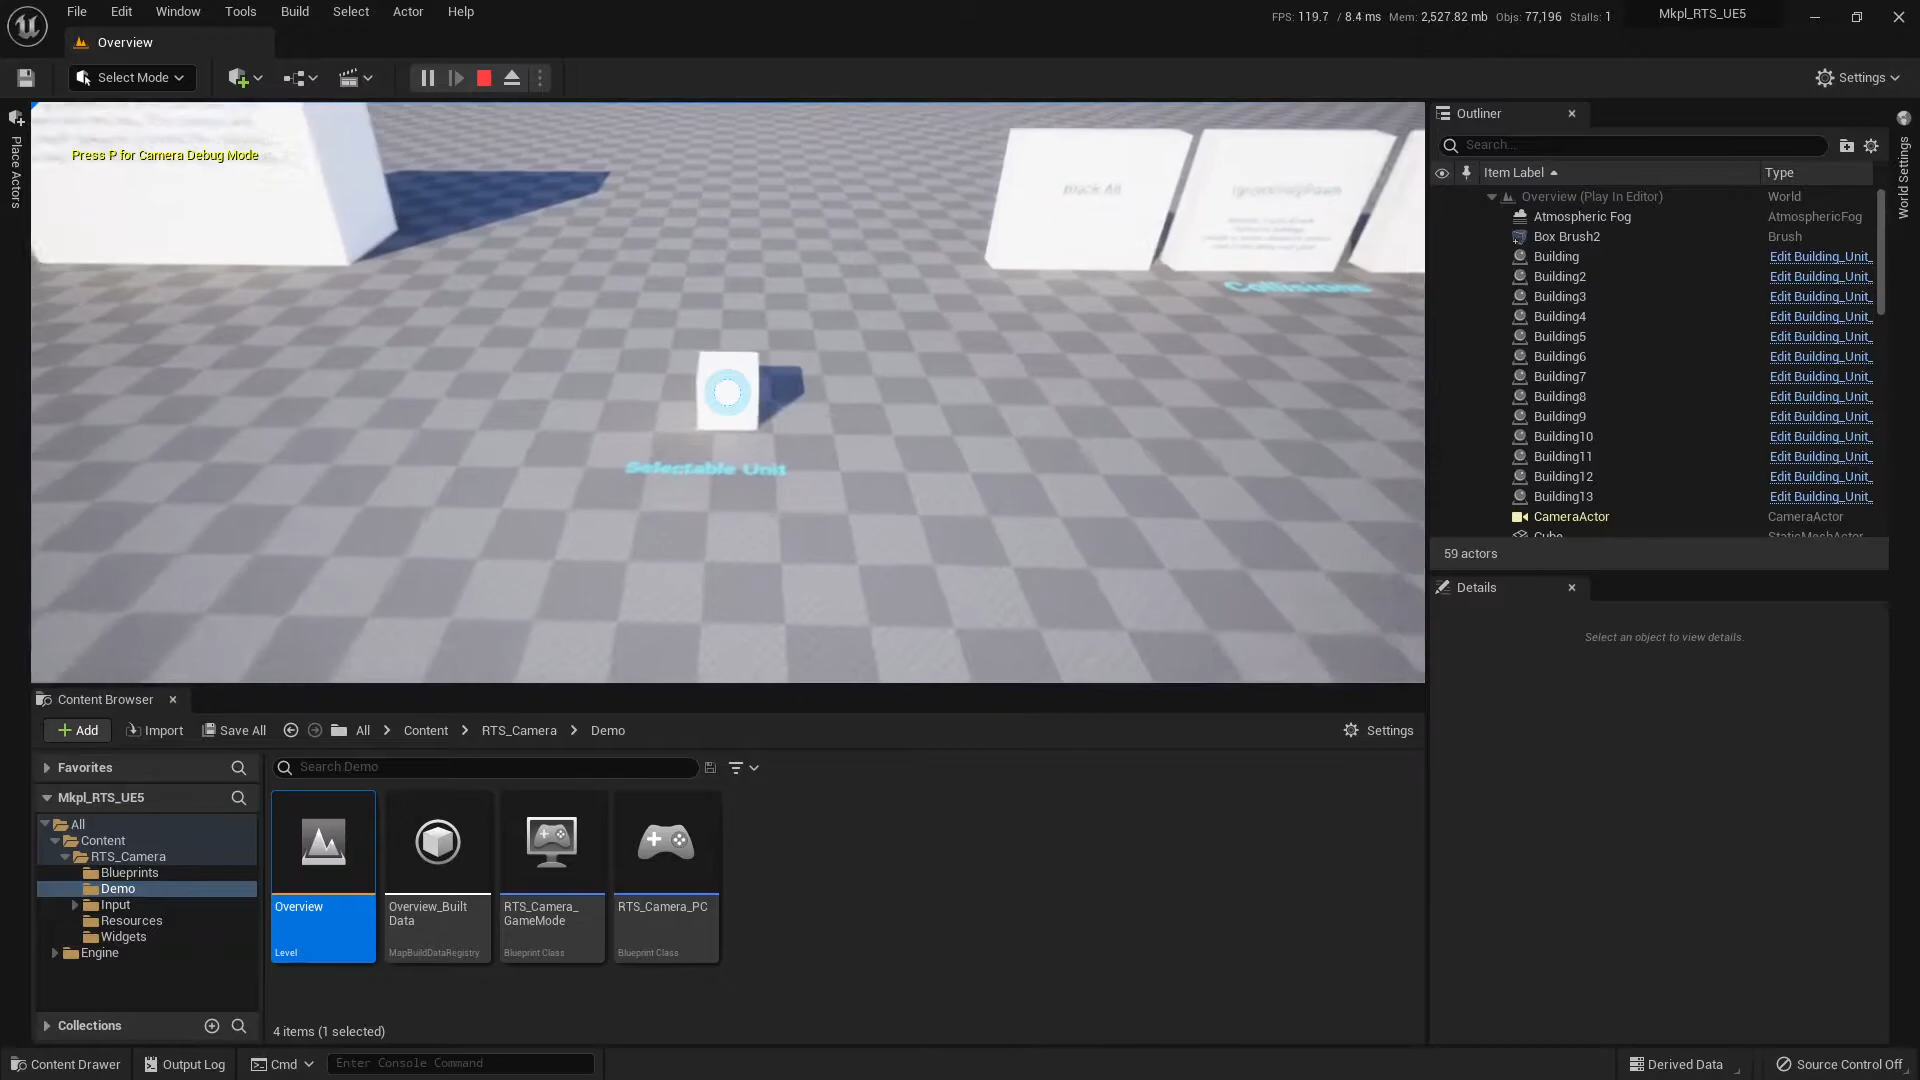 File Edit Window Tools Build Select Actor Help
FPS: 119.7 / 8.4 ms Mem: 2,527.82 mb Objs: 77,196 Stalls: 1
Mkpl_RTS_UE5
Overview
Select Mode
Settings
Place Actors
World Settings
Press P for Camera Debug Mode
Block All
Collisions
Selectable Unit
Outliner
Search...
Item Label Type
Overview (Play In Editor) World
Atmospheric Fog AtmosphericFog
Box Brush2 Brush
Building Edit Building_Unit_
Building2 Edit Building_Unit_
Building3 Edit Building_Unit_
Building4 Edit Building_Unit_
Building5 Edit Building_Unit_
Building6 Edit Building_Unit_
Building7 Edit Building_Unit_
Building8 Edit Building_Unit_
Building9 Edit Building_Unit_
Building10 Edit Building_Unit_
Building11 Edit Building_Unit_
Building12 Edit Building_Unit_
Building13 Edit Building_Unit_
CameraActor CameraActor
Cube StaticMeshActor
59 actors
Details
Select an object to view details.
Content Browser
Add Import Save All All Content RTS_Camera Demo Settings
Favorites
Search Demo
Mkpl_RTS_UE5
All
Content
RTS_Camera
Blueprints
Demo
Input
Resources
Widgets
Engine
Collections
Overview
Level
Overview_Built
Data
MapBuildDataRegistry
RTS_Camera_
GameMode
Blueprint Class
RTS_Camera_PC
Blueprint Class
4 items (1 selected)
Content Drawer Output Log Cmd Enter Console Command Derived Data Source Control Off